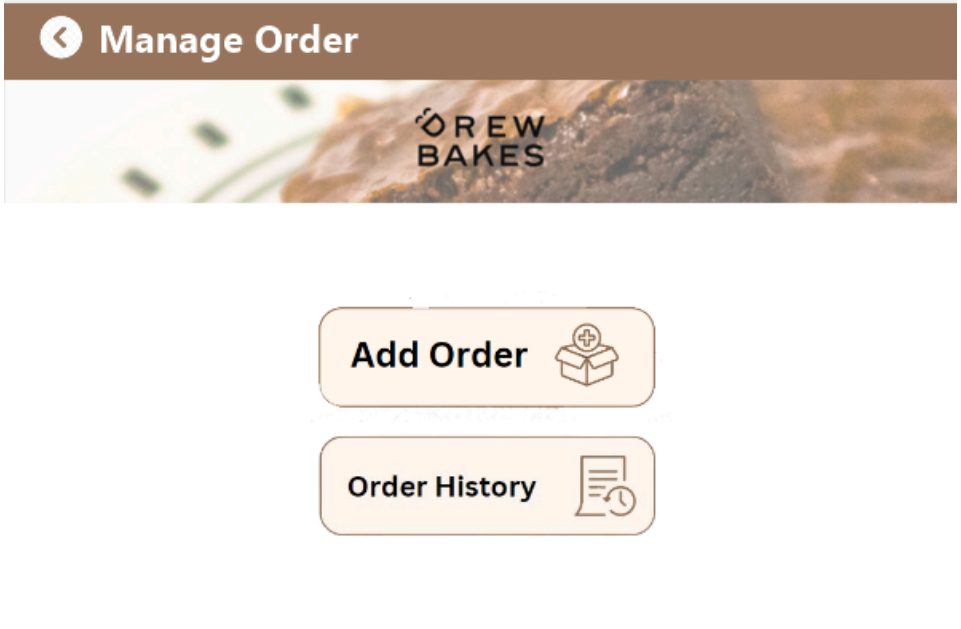 Manage Order
DREW
BAKES
Add Order
Order History